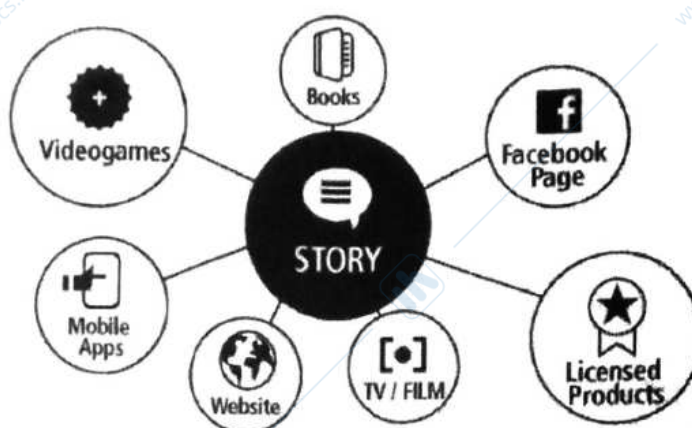 Books
Videogames
f
Facebook
Page
STORY
Mobile
Apps
Website
TV / FILM
Licensed
Products